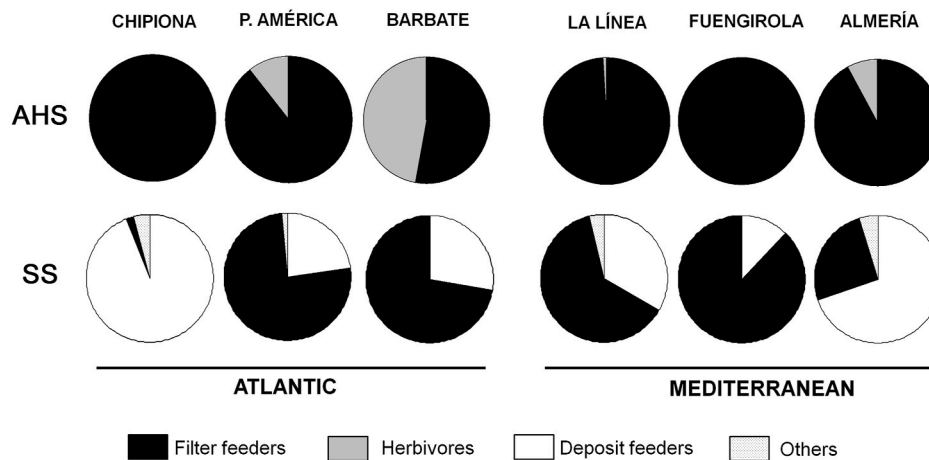 CHIPIONA P. AMÉRICA BARBATE LA LÍNEA FUENGIROLA ALMERÍA
AHS
SS
ATLANTIC MEDITERRANEAN
Filter feeders Herbivores Deposit feeders Others